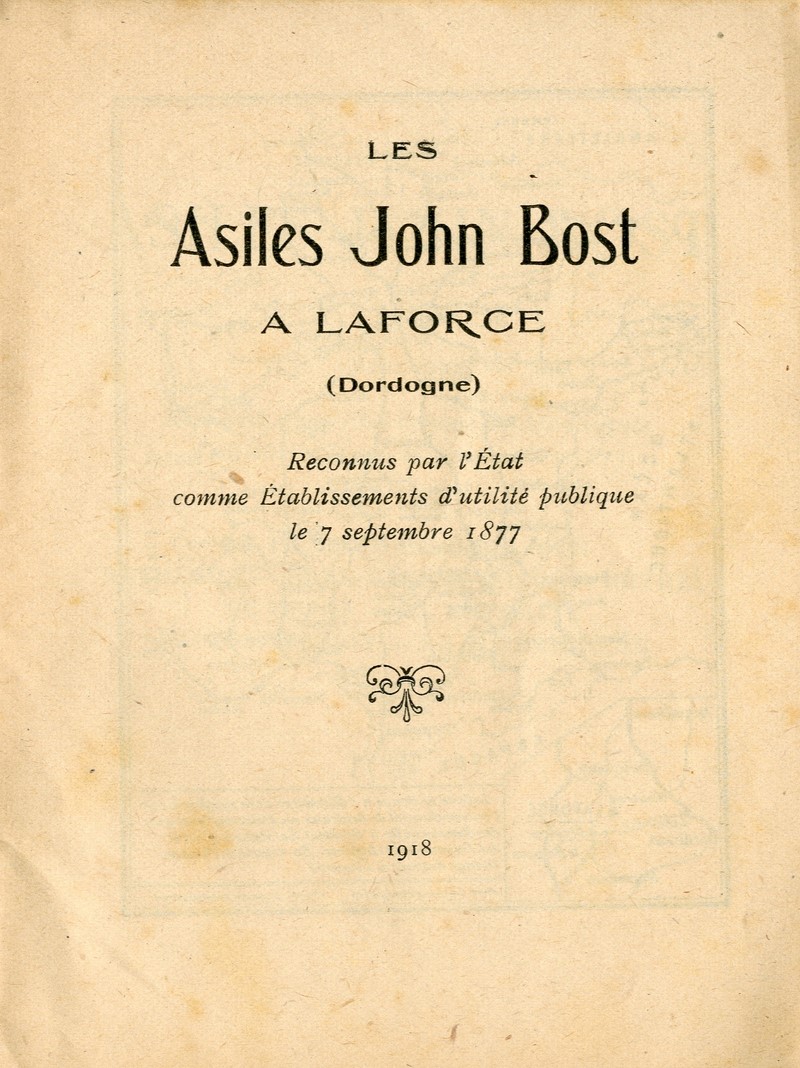 LES
Asiles John Bost
A LAFORCE
(Dordogne)
Reconnus par l'État
comme Établissements d'utilité publique
le 7 septembre 1877
1918